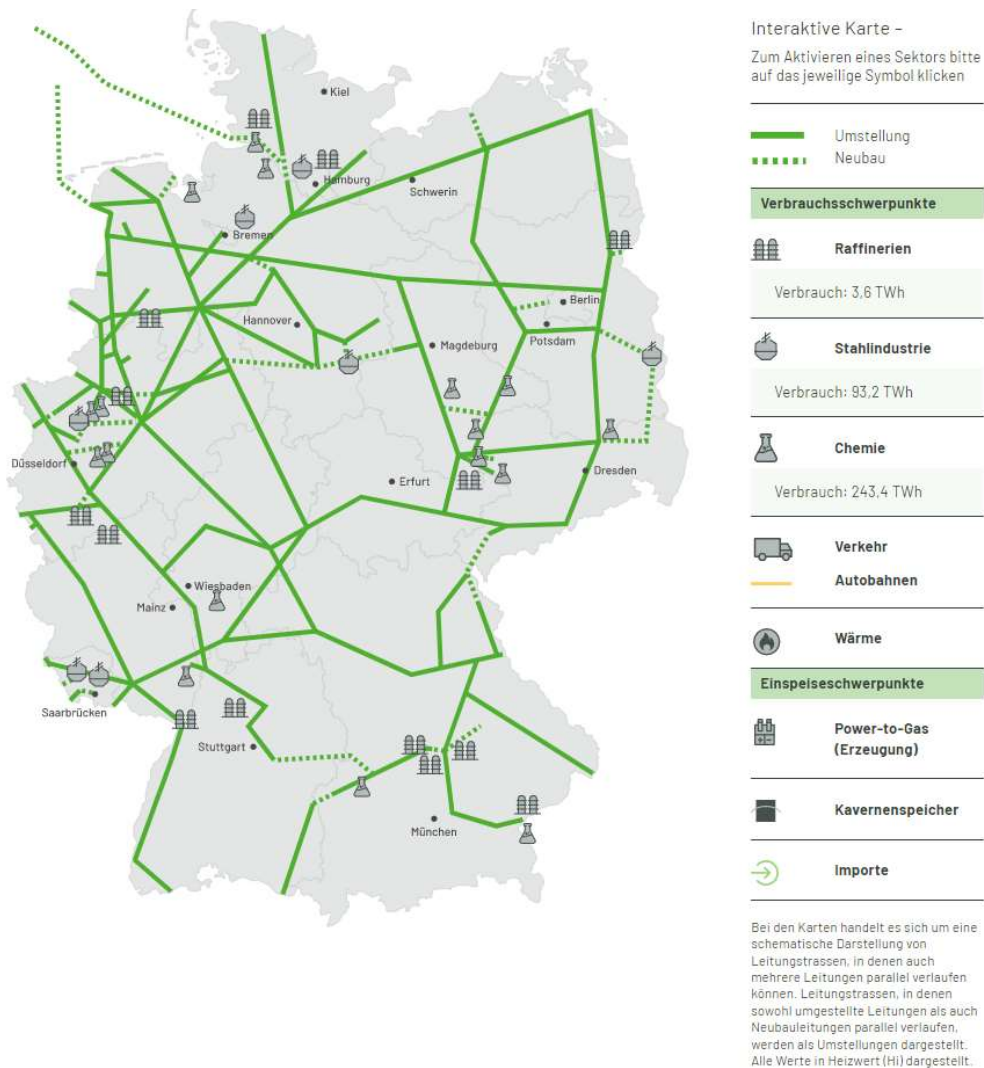 Interaktive Karte –
Zum Aktivieren eines Sektors bitte
auf das jeweilige Symbol klicken
Umstellung
Neubau
Verbrauchsschwerpunkte
Raffinerien
Verbrauch: 3,6 TWh
Stahlindustrie
Verbrauch: 93,2 TWh
Chemie
Verbrauch: 243,4 TWh
Verkehr
Autobahnen
Wärme
Einspeiseschwerpunkte
Power-to-Gas
(Erzeugung)
Kavernenspeicher
Importe
Bei den Karten handelt es sich um eine
schematische Darstellung von
Leitungstrassen, in denen auch
mehrere Leitungen parallel verlaufen
können. Leitungstrassen, in denen
sowohl umgestellte Leitungen als auch
Neubauleitungen parallel verlaufen,
werden als Umstellungen dargestellt.
Alle Werte in Heizwert (Hi) dargestellt.
Kiel
Hamburg
Schwerin
Bremen
Berlin
Hannover
Potsdam
Magdeburg
Düsseldorf
Erfurt
Dresden
Wiesbaden
Mainz
Saarbrücken
Stuttgart
München